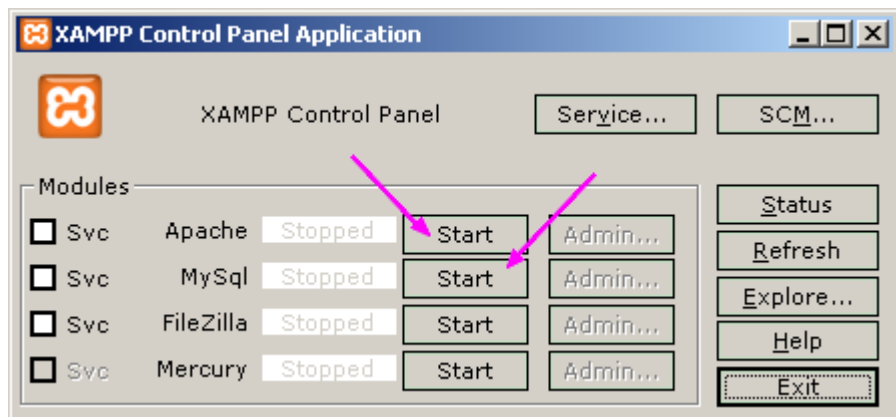 XAMPP Control Panel Application
XAMPP Control Panel Service... SCM...
Modules
Svc Apache Stopped Start Admin...
Svc MySql Stopped Start Admin...
Svc FileZilla Stopped Start Admin...
Svc Mercury Stopped Start Admin...
Status
Refresh
Explore...
Help
Exit